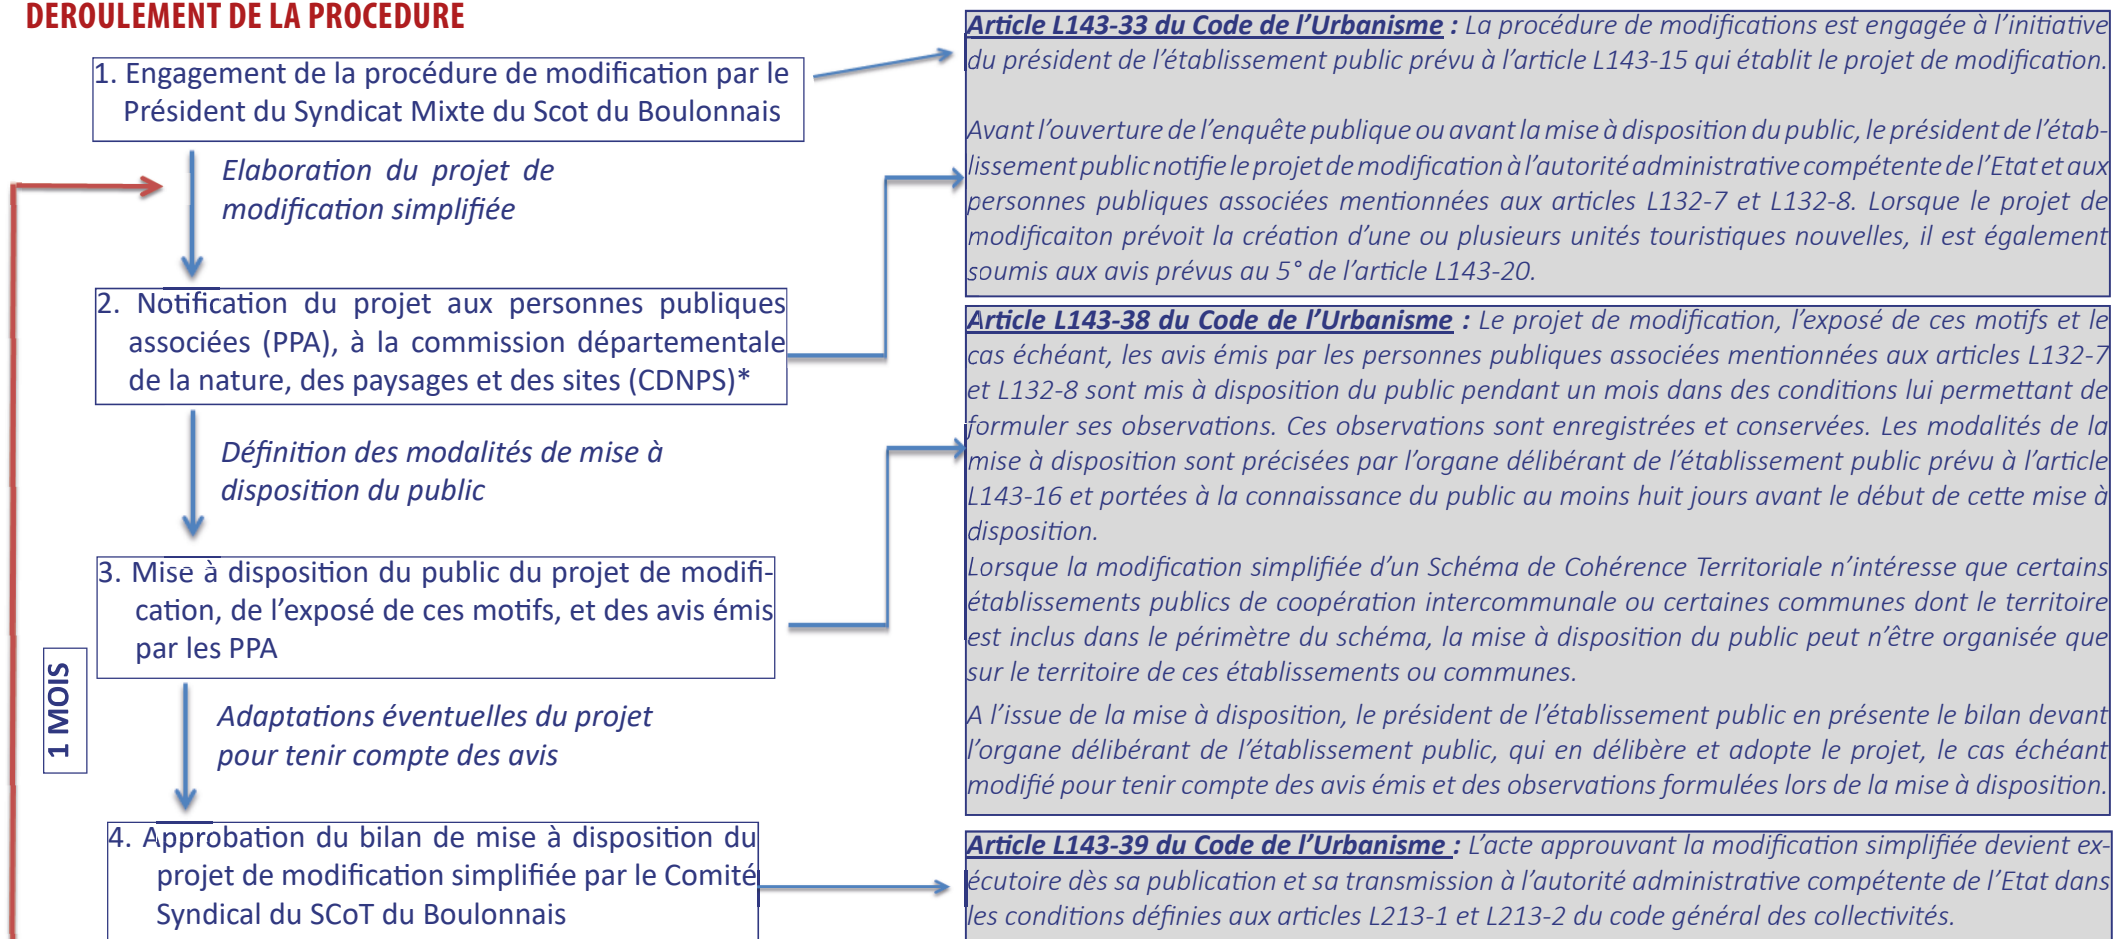 DEROULEMENT DE LA PROCEDURE
1. Engagement de la procédure de modification par le
Président du Syndicat Mixte du Scot du Boulonnais
Elaboration du projet de
modification simplifiée
2. Notification du projet aux personnes publiques
associées (PPA), à la commission départementale
de la nature, des paysages et des sites (CDNPS)*
Définition des modalités de mise à
disposition du public
3. Mise à disposition du public du projet de modifi-
cation, de l'exposé de ces motifs, et des avis émis
par les PPA
1 MOIS
Adaptations éventuelles du projet
pour tenir compte des avis
4. Approbation du bilan de mise à disposition du
projet de modification simplifiée par le Comité
Syndical du SCoT du Boulonnais
Article L143-33 du Code de l'Urbanisme : La procédure de modifications est engagée à l'initiative
du président de l'établissement public prévu à l'article L143-15 qui établit le projet de modification.
Avant l'ouverture de l'enquête publique ou avant la mise à disposition du public, le président de l'étab-
lissement public notifie le projet de modification à l'autorité administrative compétente de l'Etat et aux
personnes publiques associées mentionnées aux articles L132-7 et L132-8. Lorsque le projet de
modificaiton prévoit la création d'une ou plusieurs unités touristiques nouvelles, il est également
soumis aux avis prévus au 5° de l'article L143-20.
Article L143-38 du Code de l'Urbanisme : Le projet de modification, l'exposé de ces motifs et le
cas échéant, les avis émis par les personnes publiques associées mentionnées aux articles L132-7
et L132-8 sont mis à disposition du public pendant un mois dans des conditions lui permettant de
formuler ses observations. Ces observations sont enregistrées et conservées. Les modalités de la
mise à disposition sont précisées par l'organe délibérant de l'établissement public prévu à l'article
L143-16 et portées à la connaissance du public au moins huit jours avant le début de cette mise à
disposition.
Lorsque la modification simplifiée d'un Schéma de Cohérence Territoriale n'intéresse que certains
établissements publics de coopération intercommunale ou certaines communes dont le territoire
est inclus dans le périmètre du schéma, la mise à disposition du public peut n'être organisée que
sur le territoire de ces établissements ou communes.
A l'issue de la mise à disposition, le président de l'établissement public en présente le bilan devant
l'organe délibérant de l'établissement public, qui en délibère et adopte le projet, le cas échéant
modifié pour tenir compte des avis émis et des observations formulées lors de la mise à disposition.
Article L143-39 du Code de l'Urbanisme : L'acte approuvant la modification simplifiée devient ex-
écutoire dès sa publication et sa transmission à l'autorité administrative compétente de l'Etat dans
les conditions définies aux articles L213-1 et L213-2 du code général des collectivités.